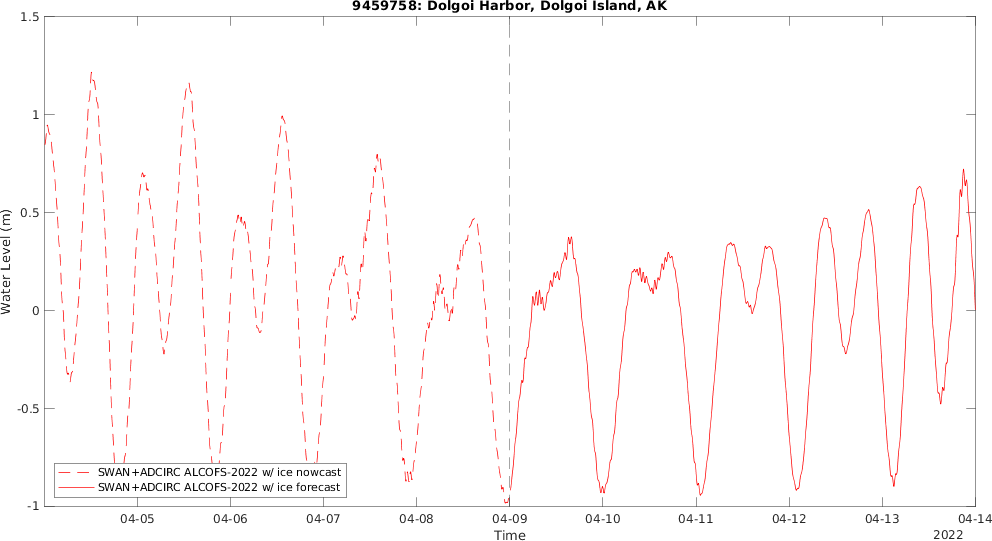 9459758: Dolgoi Harbor, Dolgoi Island, AK
1.5
1
0.5
0
-0.5
-1
Water Level (m)
SWAN+ADCIRC ALCOFS-2022 w/ ice nowcast
SWAN+ADCIRC ALCOFS-2022 w/ ice forecast
04-05 04-06 04-07 04-08 04-09 04-10 04-11 04-12 04-13 04-14
Time
2022